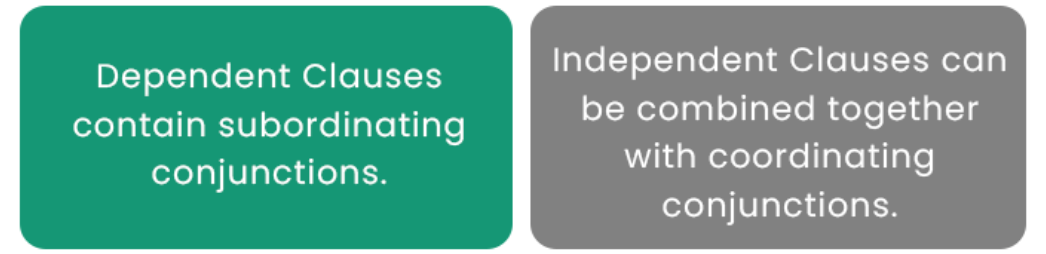 Dependent Clauses
contain subordinating
conjunctions.
Independent Clauses can
be combined together
with coordinating
conjunctions.